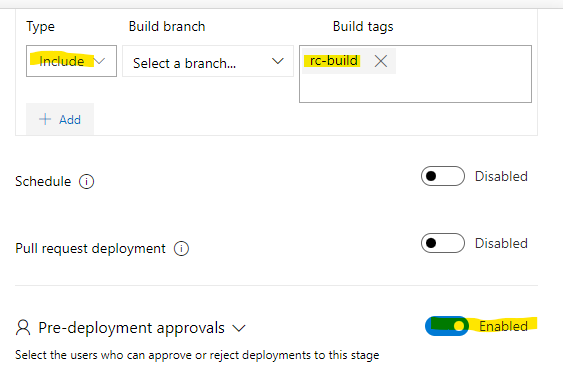 Type Build branch Build tags
Include Select a branch... rc-build
Add
Schedule Disabled
Pull request deployment Disabled
Pre-deployment approvals Enabled
Select the users who can approve or reject deployments to this stage